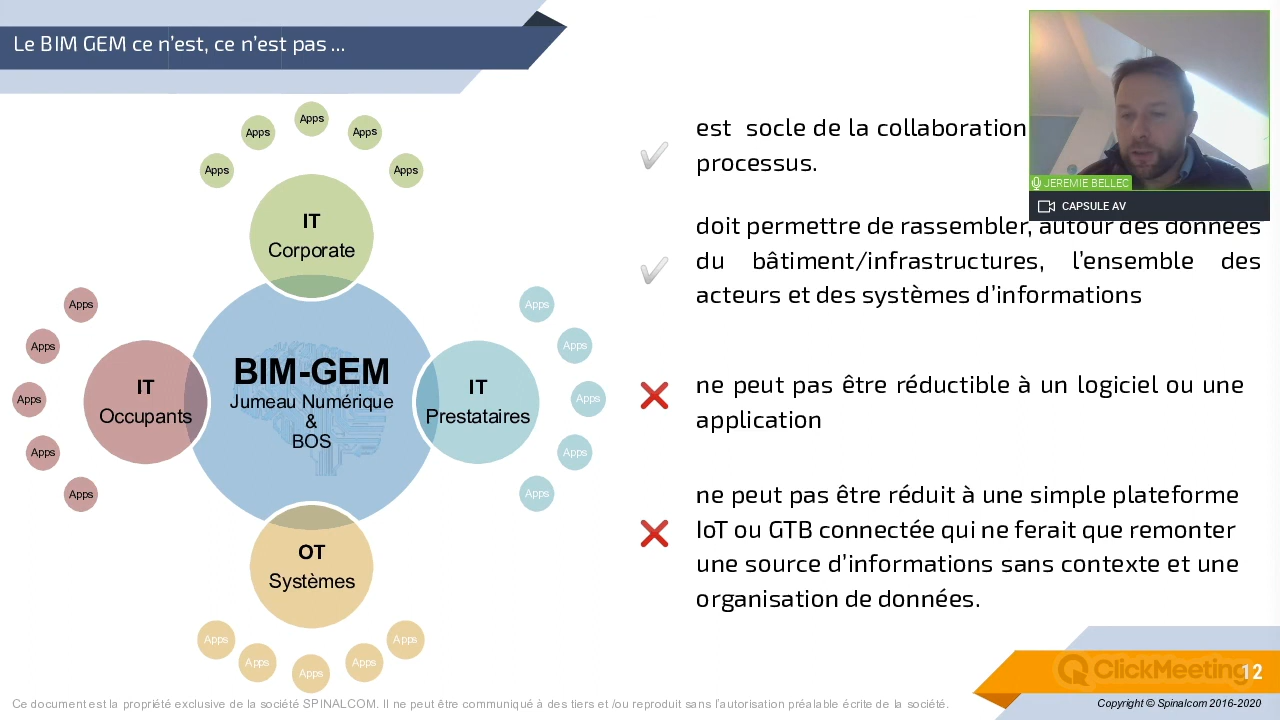 Le BIM GEM ce n'est, ce n'est pas ...
Apps
Apps
Apps
Apps
Apps
IT
Corporate
Apps
Apps
Apps
Apps
Apps
IT
Occupants
BIM-GEM
Jumeau Numérique
&
BOS
IT
Prestataires
Apps
Apps
Apps
Apps
Apps
OT
Systèmes
Apps
Apps
Apps
Apps
Apps
est socle de la collaboration
processus.
doit permettre de rassembler, autour des données
du bâtiment/infrastructures, l'ensemble des
acteurs et des systèmes d'informations
ne peut pas être réductible à un logiciel ou une
application
ne peut pas être réduit à une simple plateforme
IoT ou GTB connectée qui ne ferait que remonter
une source d'informations sans contexte et une
organisation de données.
JEREMIE BELLEC
CAPSULE AV
ClickMeeting
12
Ce document est la propriété exclusive de la société SPINALCOM. Il ne peut être communiqué à des tiers et /ou reproduit sans l'autorisation préalable écrite de la société.
Copyright © Spinalcom 2016-2020